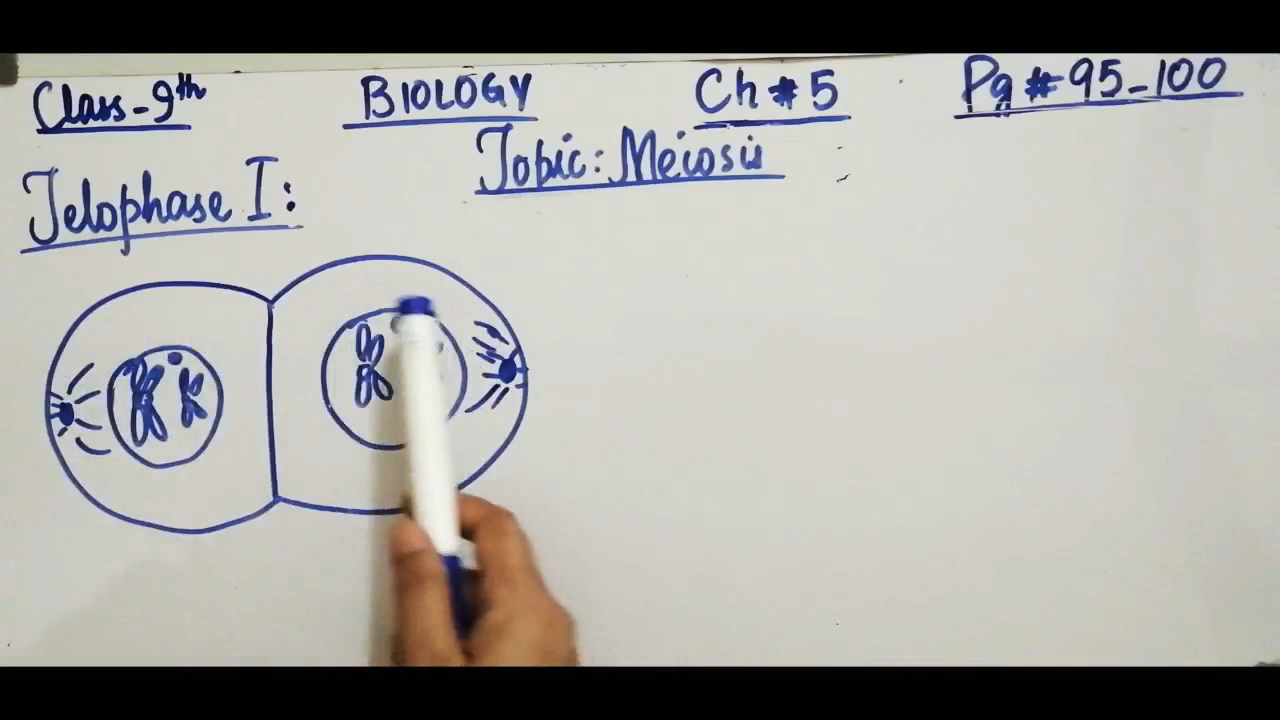 Class-9th BIOLOGY Ch # 5 Pg # 95-100
Topic: Meiosis
Telophase I: